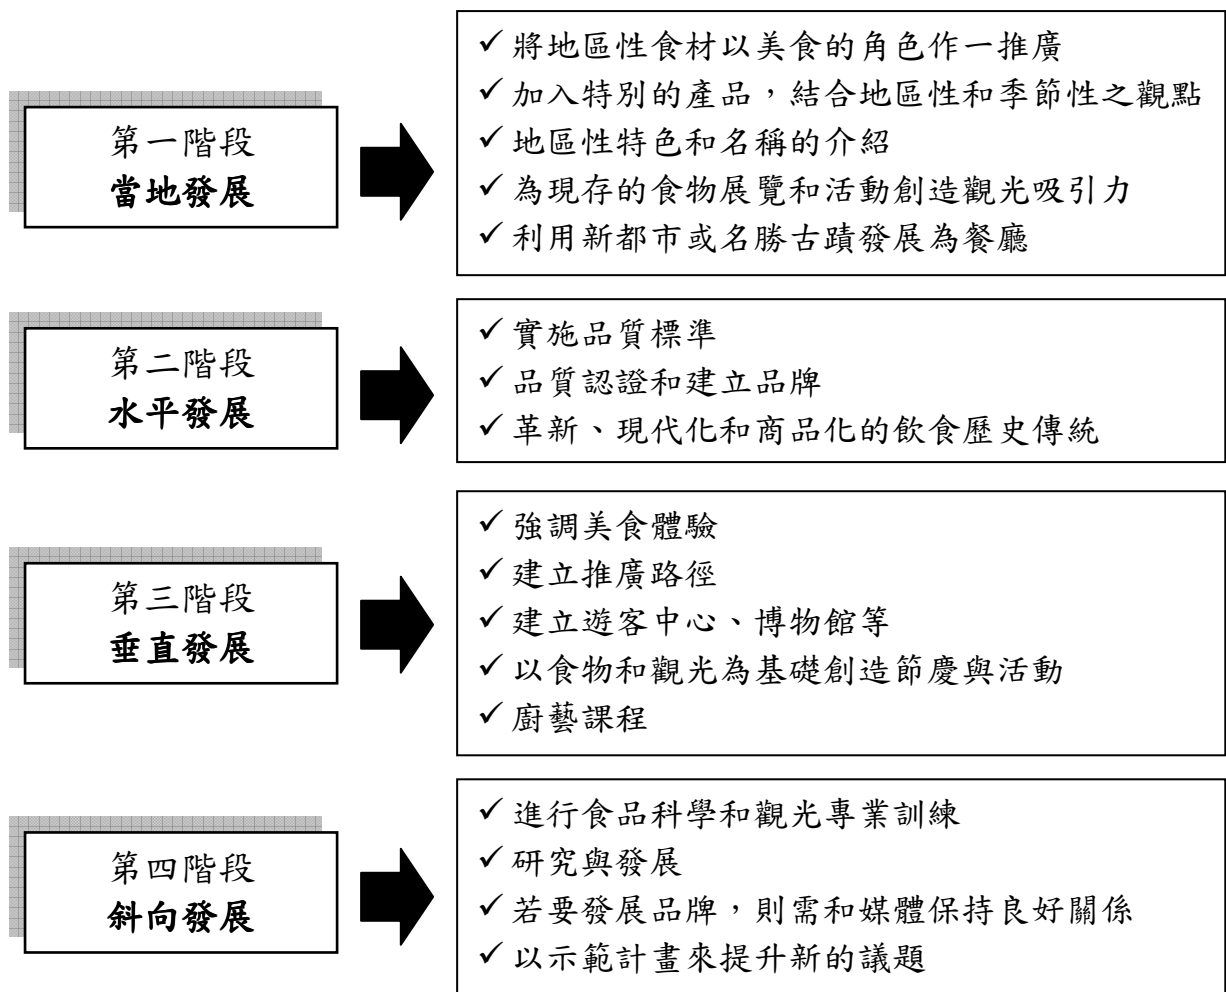 第一階段
當地發展
✓將地區性食材以美食的角色作一推廣
✓加入特別的產品，結合地區性和季節性之觀點
✓地區性特色和名稱的介紹
✓為現存的食物展覽和活動創造觀光吸引力
✓利用新都市或名勝古蹟發展為餐廳
第二階段
水平發展
✓實施品質標準
✓品質認證和建立品牌
✓革新、現代化和商品化的飲食歷史傳統
第三階段
垂直發展
✓強調美食體驗
✓建立推廣路徑
✓建立遊客中心、博物館等
✓以食物和觀光為基礎創造節慶與活動
✓廚藝課程
第四階段
斜向發展
✓進行食品科學和觀光專業訓練
✓研究與發展
✓若要發展品牌，則需和媒體保持良好關係
✓以示範計畫來提升新的議題